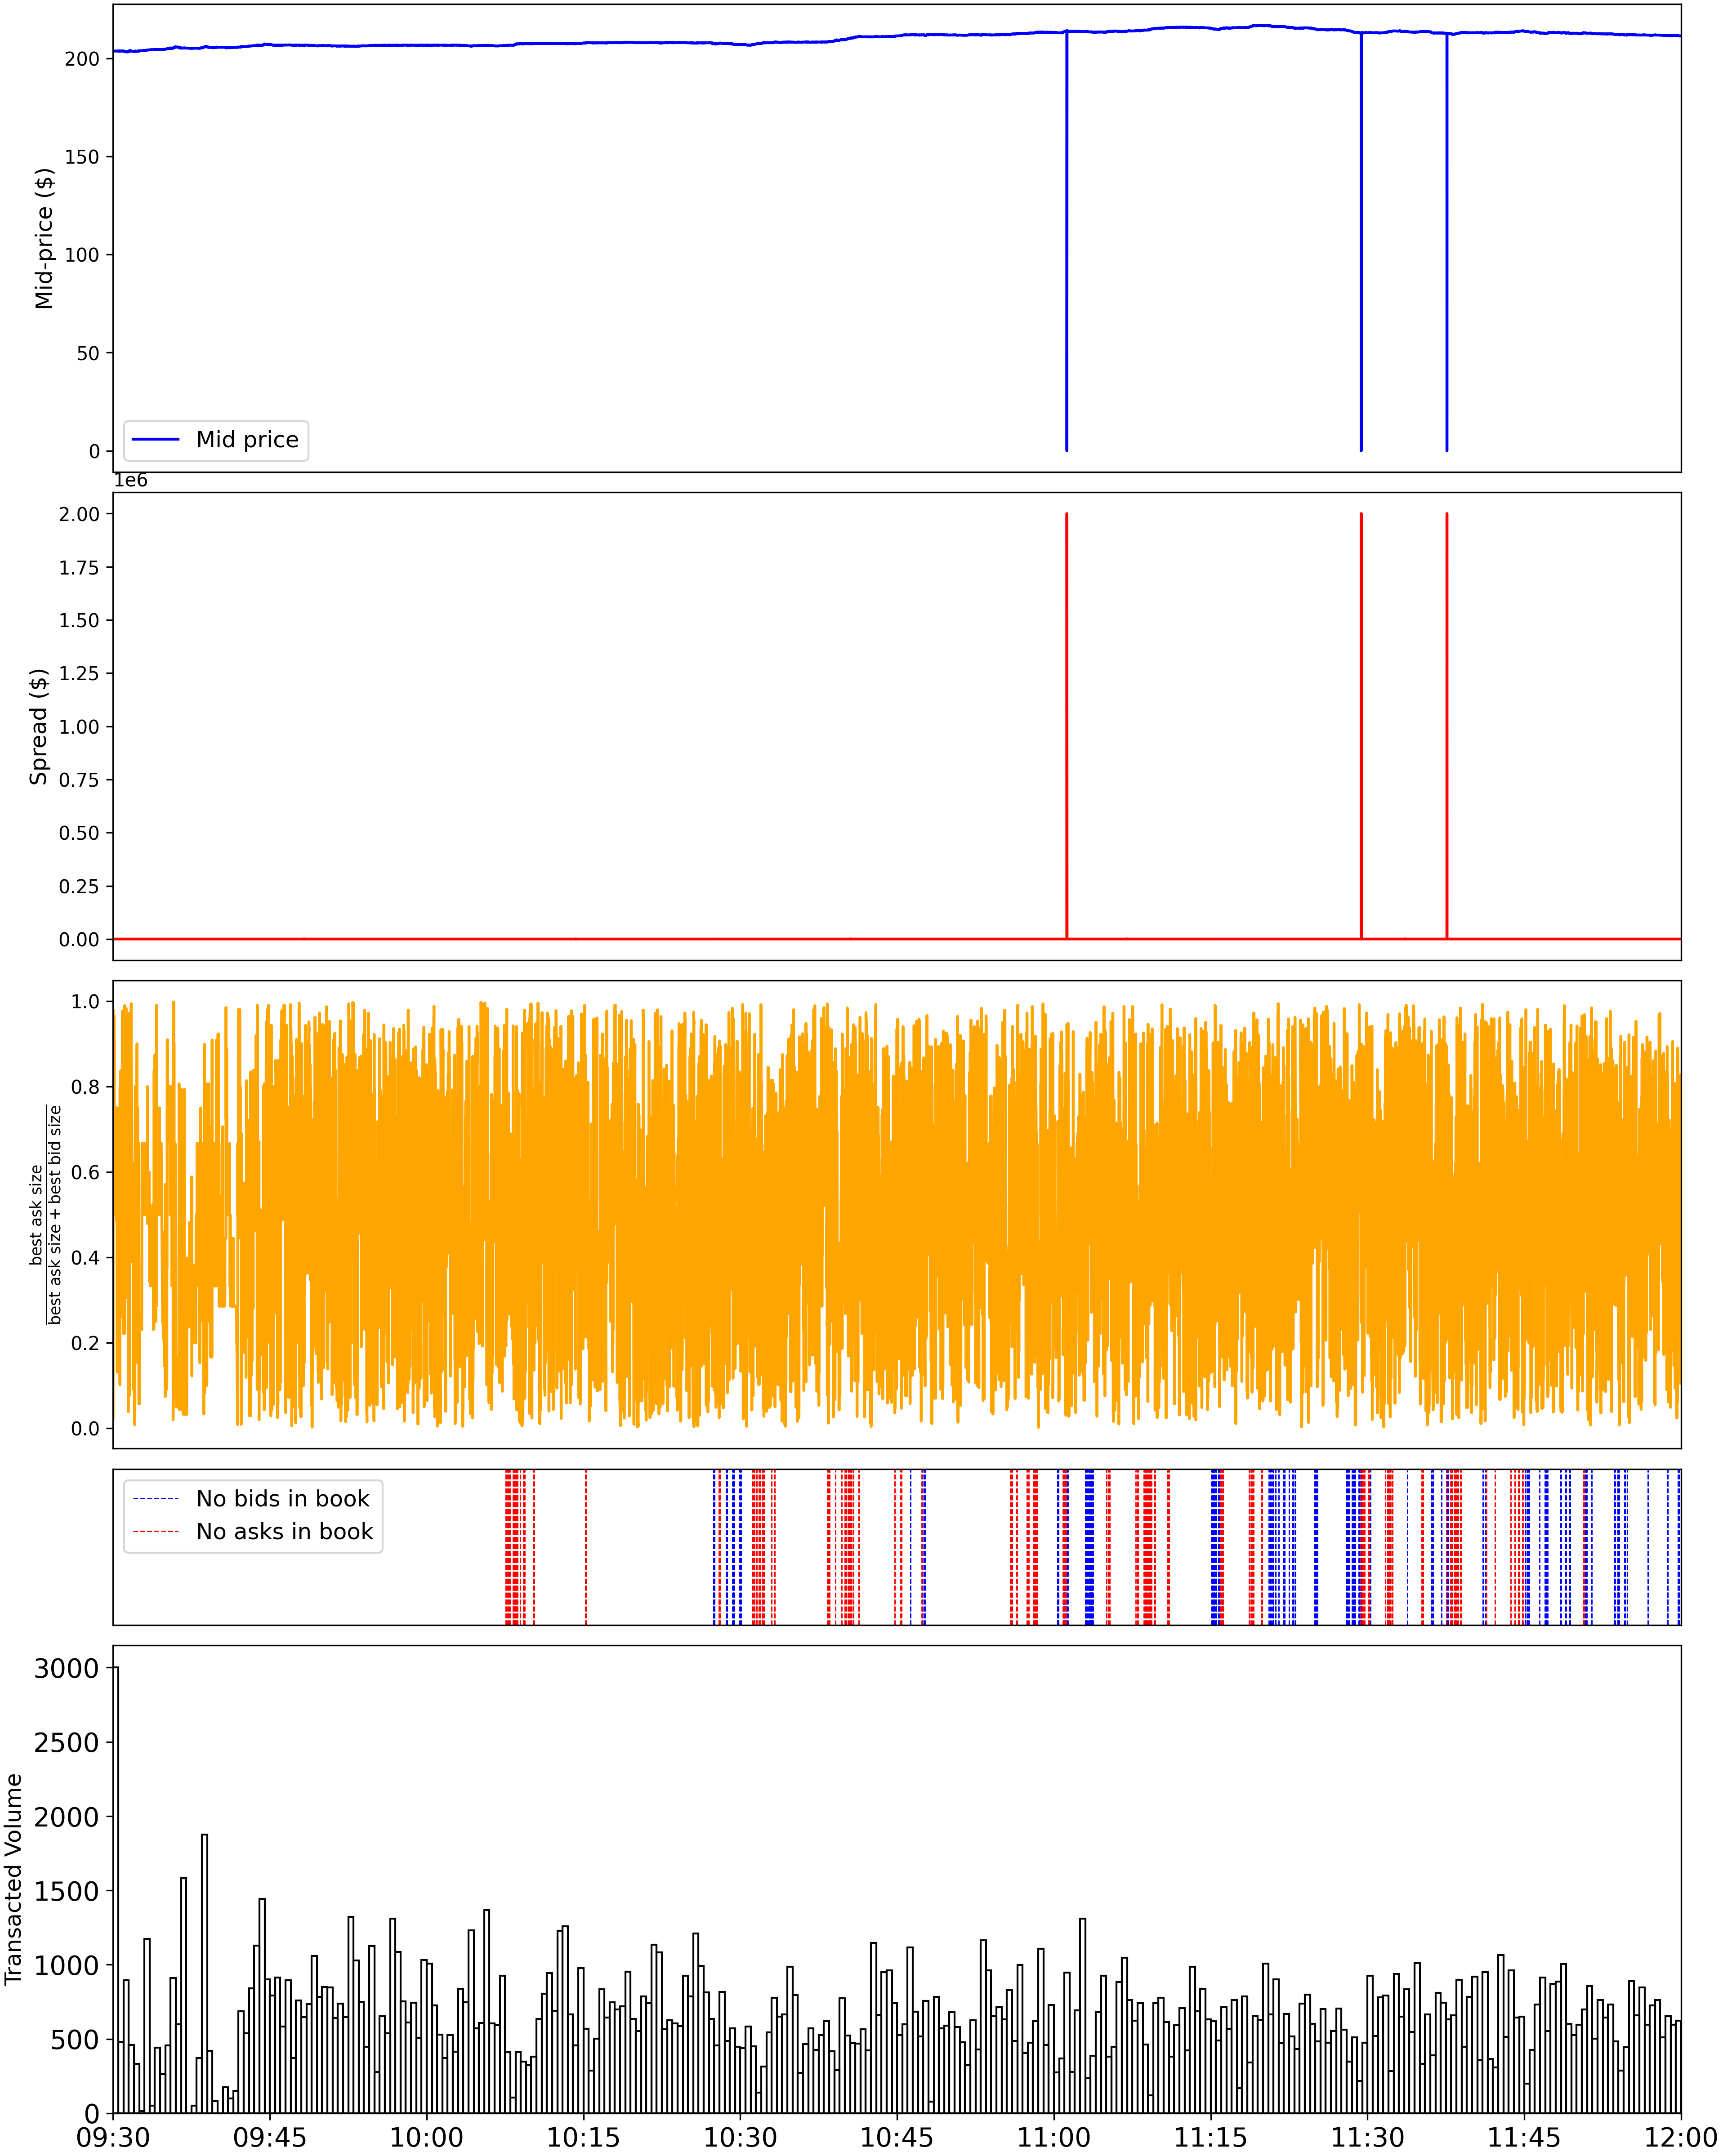 200
150
100
50
0
Mid-price ($)
Mid price
1e6
2.00
1.75
1.50
1.25
1.00
0.75
0.50
0.25
0.00
Spread ($)
1.0
0.8
0.6
0.4
0.2
0.0
best ask size
best ask size + best bid size
No bids in book
No asks in book
3000
2500
2000
1500
1000
500
0
Transacted Volume
09:30 09:45 10:00 10:15 10:30 10:45 11:00 11:15 11:30 11:45 12:00